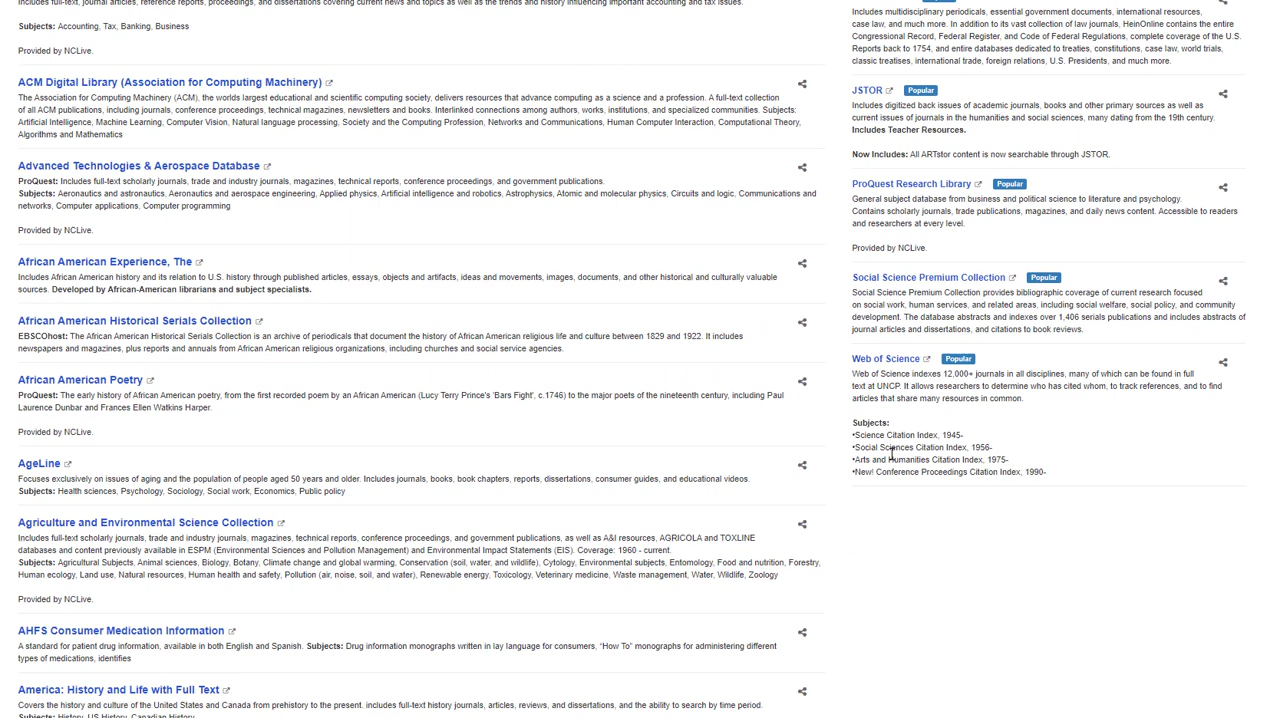 Includes full-text, journal articles, reference reports, proceedings, and dissertations covering current news and topics as well as the trends and history influencing important accounting and tax issues.
Subjects: Accounting, Tax, Banking, Business
Provided by NCLive.
ACM Digital Library (Association for Computing Machinery)
The Association for Computing Machinery (ACM), the worlds largest educational and scientific computing society, delivers resources that advance computing as a science and a profession. A full-text collection
of all ACM publications, including journals, conference proceedings, technical magazines, newsletters and books. Interlinked connections among authors, works, institutions, and specialized communities. Subjects:
Artificial Intelligence, Machine Learning, Computer Vision, Natural language processing, Society and the Computing Profession, Networks and Communications, Human Computer Interaction, Computational Theory,
Algorithms and Mathematics
Advanced Technologies & Aerospace Database
ProQuest: Includes full-text scholarly journals, trade and industry journals, magazines, technical reports, conference proceedings, and government publications.
Subjects: Aeronautics and astronautics, Aeronautics and aerospace engineering, Applied physics, Artificial intelligence and robotics, Astrophysics, Atomic and molecular physics, Circuits and logic, Communications and
networks, Computer applications, Computer programming
Provided by NCLive.
African American Experience, The
Includes African American history and its relation to U.S. history through published articles, essays, objects and artifacts, ideas and movements, images, documents, and other historical and culturally valuable
sources. Developed by African-American librarians and subject specialists.
African American Historical Serials Collection
EBSCOhost: The African American Historical Serials Collection is an archive of periodicals that document the history of African American religious life and culture between 1829 and 1922. It includes
newspapers and magazines, plus reports and annuals from African American religious organizations, including churches and social service agencies.
African American Poetry
ProQuest: The early history of African American poetry, from the first recorded poem by an African American (Lucy Terry Prince's 'Bars Fight', c.1746) to the major poets of the nineteenth century, including Paul
Laurence Dunbar and Frances Ellen Watkins Harper.
Provided by NCLive.
AgeLine
Focuses exclusively on issues of aging and the population of people aged 50 years and older. Includes journals, books, book chapters, reports, dissertations, consumer guides, and educational videos.
Subjects: Health sciences, Psychology, Sociology, Social work, Economics, Public policy
Agriculture and Environmental Science Collection
Includes full-text scholarly journals, trade and industry journals, magazines, technical reports, conference proceedings, and government publications, as well as A&I resources, AGRICOLA and TOXLINE
databases and content previously available in ESPM (Environmental Sciences and Pollution Management) and Environmental Impact Statements (EIS). Coverage: 1960 - current.
Subjects: Agricultural Subjects, Animal sciences, Biology, Botany, Climate change and global warming, Conservation (soil, water, and wildlife), Cytology, Environmental subjects, Entomology, Food and nutrition, Forestry,
Human ecology, Land use, Natural resources, Human health and safety, Pollution (air, noise, soil, and water), Renewable energy, Toxicology, Veterinary medicine, Waste management, Water, Wildlife, Zoology
Provided by NCLive.
AHFS Consumer Medication Information
A standard for patient drug information, available in both English and Spanish. Subjects: Drug information monographs written in lay language for consumers, "How To" monographs for administering different
types of medications, identifies
America: History and Life with Full Text
Covers the history and culture of the United States and Canada from prehistory to the present. includes full-text history journals, articles, reviews, and dissertations, and the ability to search by time period.
Subjects: History, US History, Canadian History
Includes multidisciplinary periodicals, essential government documents, international resources,
case law, and much more. In addition to its vast collection of law journals, HeinOnline contains the entire
Congressional Record, Federal Register, and Code of Federal Regulations, complete coverage of the U.S.
Reports back to 1754, and entire databases dedicated to treaties, constitutions, case law, world trials,
classic treatises, international trade, foreign relations, U.S. Presidents, and much more.
JSTOR Popular
Includes digitized back issues of academic journals, books and other primary sources as well as
current issues of journals in the humanities and social sciences, many dating from the 19th century.
Includes Teacher Resources.
Now Includes: All ARTstor content is now searchable through JSTOR.
ProQuest Research Library Popular
General subject database from business and political science to literature and psychology.
Contains scholarly journals, trade publications, magazines, and daily news content. Accessible to readers
and researchers at every level.
Provided by NCLive.
Social Science Premium Collection Popular
Social Science Premium Collection provides bibliographic coverage of current research focused
on social work, human services, and related areas, including social welfare, social policy, and community
development. The database abstracts and indexes over 1,406 serials publications and includes abstracts of
journal articles and dissertations, and citations to book reviews.
Web of Science Popular
Web of Science indexes 12,000+ journals in all disciplines, many of which can be found in full
text at UNCP. It allows researchers to determine who has cited whom, to track references, and to find
articles that share many resources in common.
Subjects:
•Science Citation Index, 1945-
•Social Sciences Citation Index, 1956-
•Arts and Humanities Citation Index, 1975-
•New! Conference Proceedings Citation Index, 1990-